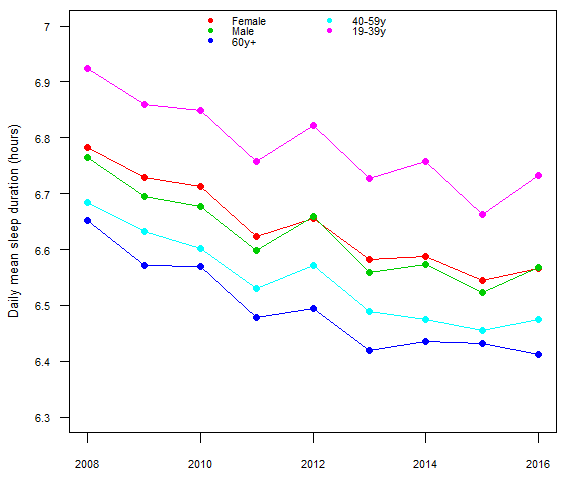 Female
Male
60y+
40-59y
19-39y
Daily mean sleep duration (hours)
7
6.9
6.8
6.7
6.6
6.5
6.4
6.3
2008 2010 2012 2014 2016